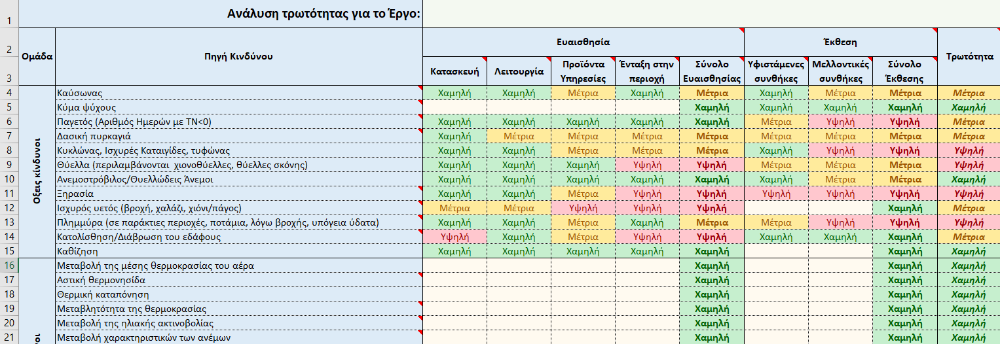 1 Ανάλυση τρωτότητας για το Έργο:
2 Ευαισθησία Έκθεση
Ομάδα Πηγή Κινδύνου Τρωτότητα
3 Κατασκευή Λειτουργία Προϊόντα Υπηρεσίες Ένταξη στην περιοχή Σύνολο Ευαισθησίας Υφιστάμενες συνθήκες Μελλοντικές συνθήκες Σύνολο Έκθεσης
Οξεις κίνδυνοι
4 Καύσωνας Χαμηλή Χαμηλή Μέτρια Χαμηλή Μέτρια Χαμηλή Μέτρια Μέτρια Μέτρια
5 Κύμα ψύχους Χαμηλή Χαμηλή Χαμηλή Χαμηλή Χαμηλή
6 Παγετός (Αριθμός Ημερών με TN<0) Χαμηλή Χαμηλή Χαμηλή Χαμηλή Χαμηλή Μέτρια Υψηλή Υψηλή Μέτρια
7 Δασική πυρκαγιά Χαμηλή Μέτρια Μέτρια Μέτρια Μέτρια Μέτρια Μέτρια Μέτρια Μέτρια
8 Κυκλώνας, Ισχυρές Καταιγίδες, τυφώνας Χαμηλή Χαμηλή Μέτρια Μέτρια Μέτρια Χαμηλή Υψηλή Υψηλή Υψηλή
9 Θύελλα (περιλαμβάνονται χιονοθύελλες, θύελλες σκόνης) Χαμηλή Χαμηλή Χαμηλή Υψηλή Υψηλή Μέτρια Μέτρια Μέτρια Υψηλή
10 Ανεμοστρόβιλος/Θυελλώδεις Άνεμοι Χαμηλή Χαμηλή Χαμηλή Χαμηλή Χαμηλή Χαμηλή Μέτρια Μέτρια Χαμηλή
11 Ξηρασία Χαμηλή Χαμηλή Μέτρια Υψηλή Υψηλή Υψηλή Υψηλή Υψηλή Υψηλή
12 Ισχυρός υετός (βροχή, χαλάζι, χιόνι/πάγος) Μέτρια Μέτρια Υψηλή Υψηλή Υψηλή Χαμηλή Μέτρια
13 Πλημμύρα (σε παράκτιες περιοχές, ποτάμια, λόγω βροχής, υπόγεια ύδατα) Χαμηλή Χαμηλή Μέτρια Χαμηλή Μέτρια Μέτρια Υψηλή Υψηλή Υψηλή
14 Κατολίσθηση/Διάβρωση του εδάφους Υψηλή Χαμηλή Μέτρια Υψηλή Υψηλή Χαμηλή Χαμηλή Χαμηλή Μέτρια
15 Καθίζηση Χαμηλή Χαμηλή Χαμηλή Χαμηλή Χαμηλή Χαμηλή Χαμηλή
16 Μεταβολή της μέσης θερμοκρασίας του αέρα Χαμηλή Χαμηλή Χαμηλή
17 Αστική θερμονησίδα Χαμηλή Χαμηλή Χαμηλή
18 Θερμική καταπόνηση Χαμηλή Χαμηλή Χαμηλή
19 Μεταβλητότητα της θερμοκρασίας Χαμηλή Χαμηλή Χαμηλή
20 Μεταβολή της ηλιακής ακτινοβολίας Χαμηλή Χαμηλή Χαμηλή
21 Μεταβολή χαρακτηριστικών των ανέμων Χαμηλή Χαμηλή Χαμηλή